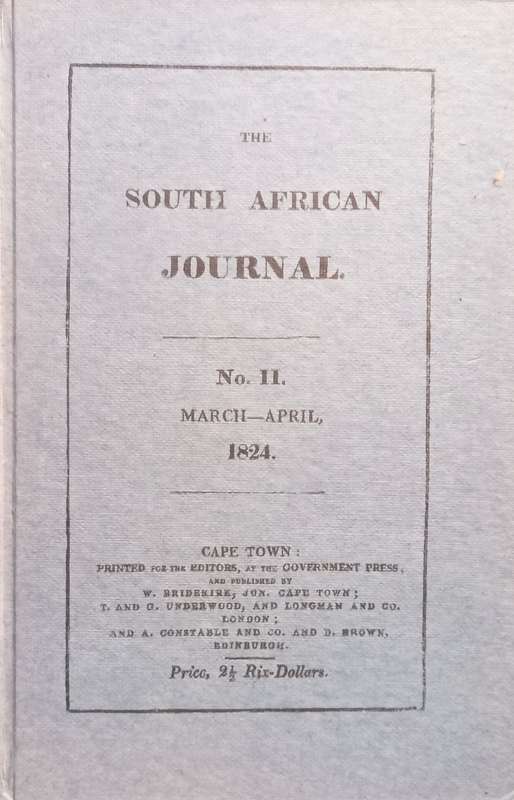 THE
SOUTH AFRICAN
JOURNAL.
No. II.
MARCH—APRIL,
1824.
CAPE TOWN:
PRINTED FOR THE EDITORS, AT THE GOVERNMENT PRESS,
AND PUBLISHED BY
W. BRIDEKIRK, JUN. CAPE TOWN;
T. AND G. UNDERWOOD, AND LONGMAN AND CO.
LONDON;
AND A. CONSTABLE AND CO. AND D. BROWN,
EDINBURGH.
Price, 2½ Rix-Dollars.